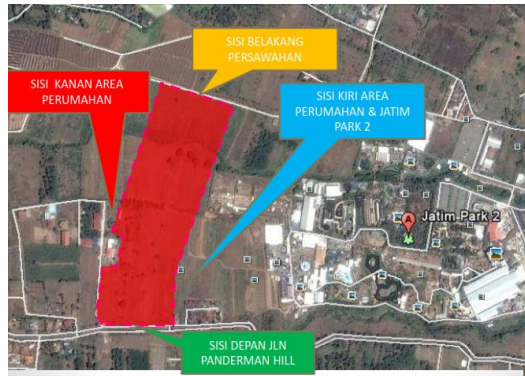 SISI BELAKANG
PERSAWAHAN
SISI KANAN AREA
PERUMAHAN
SISI KIRI AREA
PERUMAHAN & JATIM
PARK 2
A
Jatim Park 2
SISI DEPAN JLN
PANDERMAN HILL